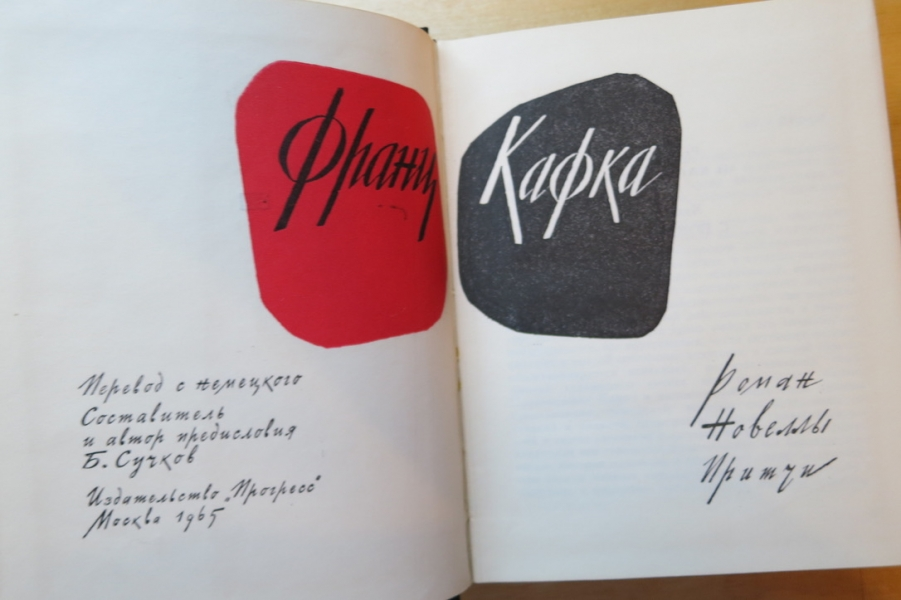 Франц
Кафка
Перевод с немецкого
Составитель
и автор предисловия
Б. Сучков
Издательство „Прогресс"
Москва 1965
Роман
Новеллы
Притчи